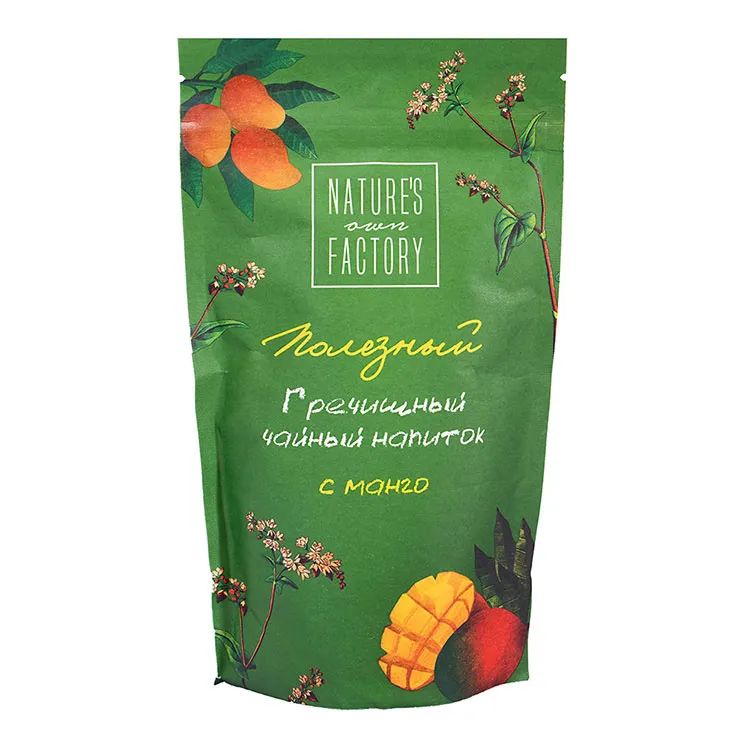 NATURE'S
own
FACTORY
Полезный
Гречишный
чайный напиток
с манго